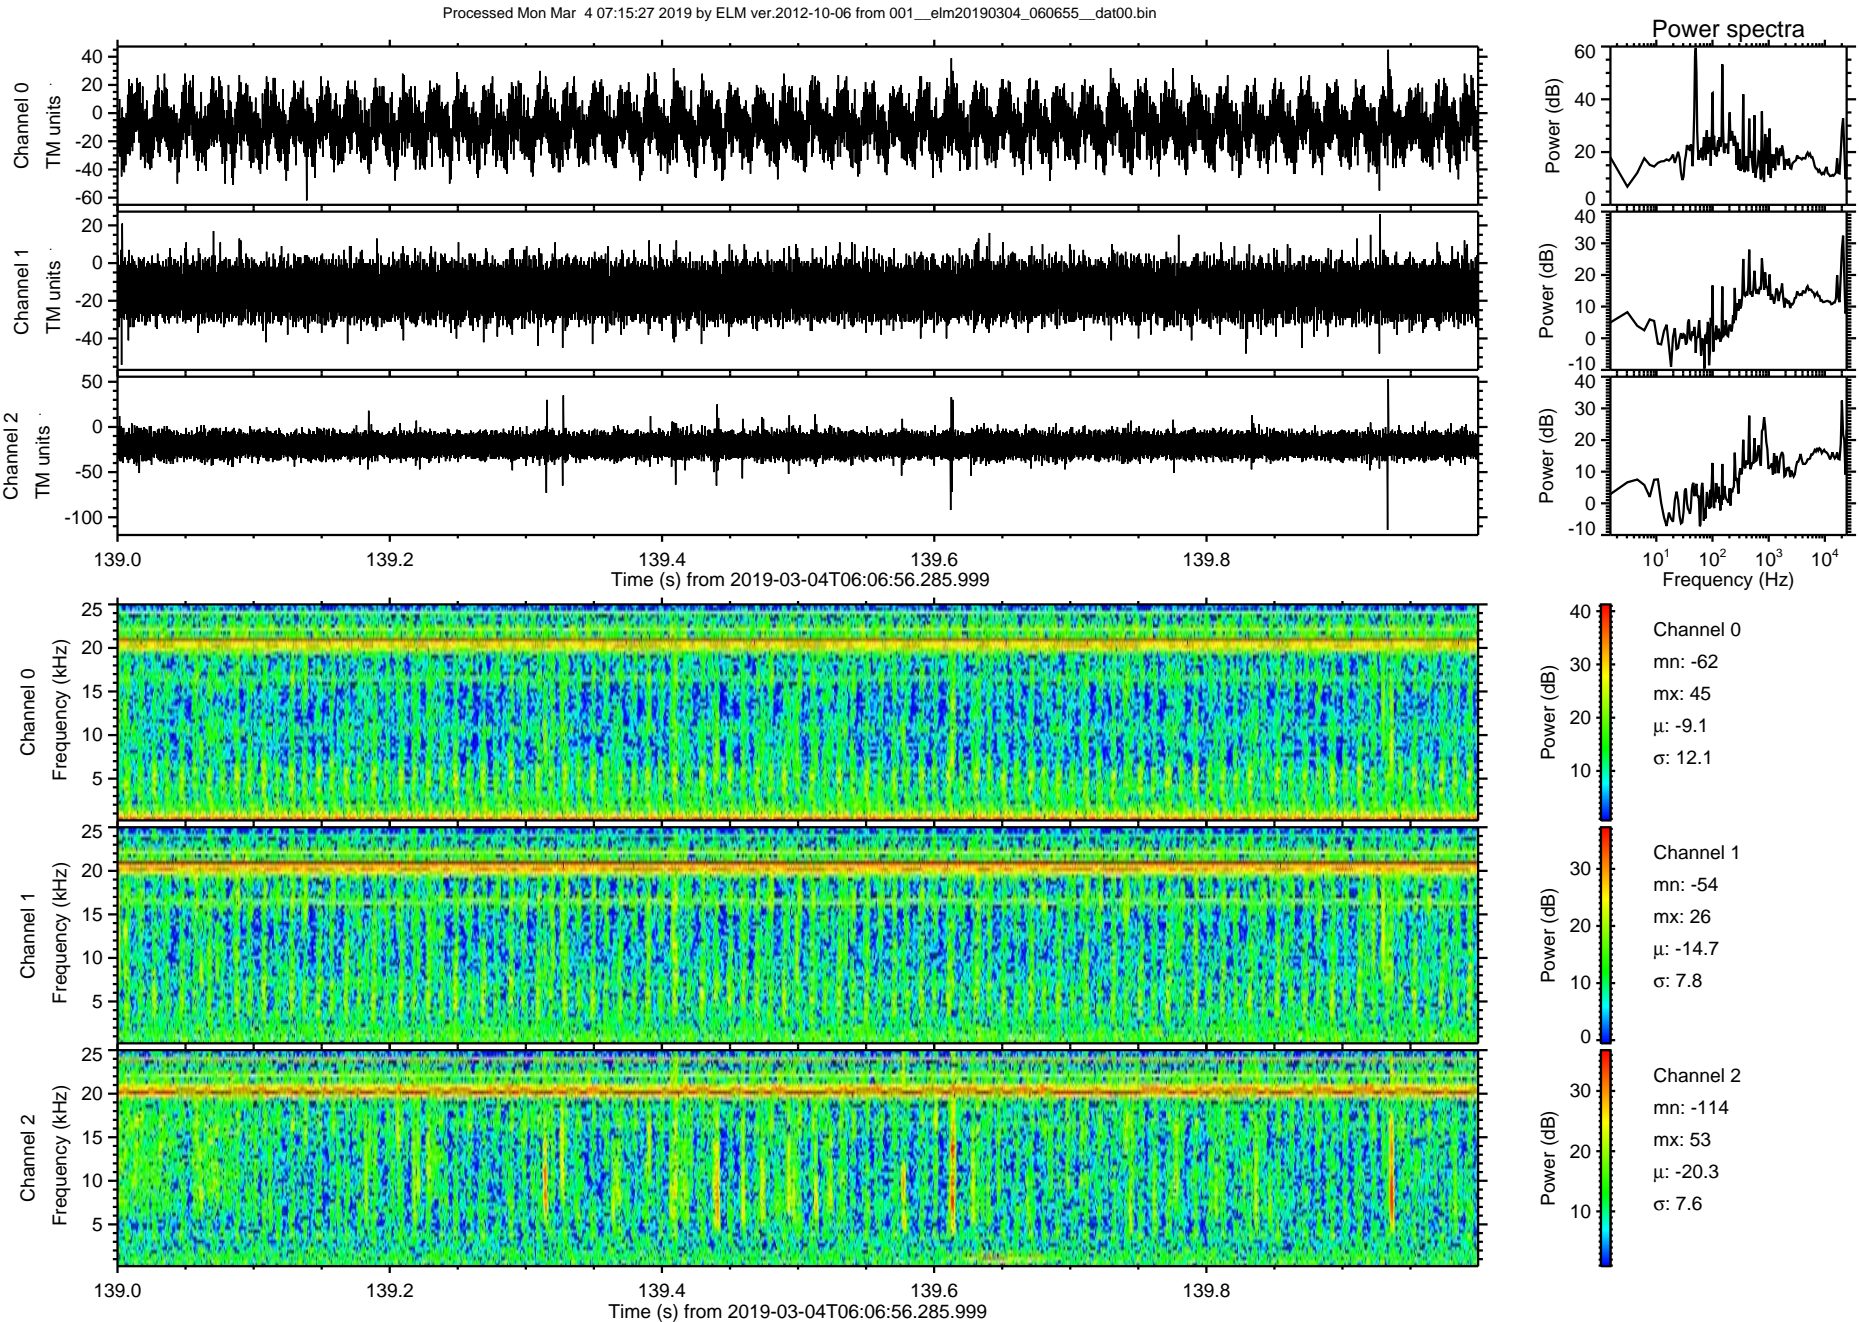 Processed Mon Mar  4 07:15:27 2019 by ELM ver.2012-10-06 from 001__elm20190304_060655__dat00.bin
Power spectra
Channel 0
TM units
40
20
0
-20
-40
-60
Power (dB)
60
40
20
0
Channel 1
TM units
20
0
-20
-40
Power (dB)
40
30
20
10
0
-10
Channel 2
TM units
50
0
-50
-100
Power (dB)
40
30
20
10
0
-10
139.0 139.2 139.4 139.6 139.8
Time (s) from 2019-03-04T06:06:56.285.999
10¹ 10² 10³ 10⁴
Frequency (Hz)
Channel 0
Frequency (kHz)
25
20
15
10
5
Power (dB)
40
30
20
10
Channel 0
mn: -62
mx: 45
μ: -9.1
σ: 12.1
Channel 1
Frequency (kHz)
25
20
15
10
5
Power (dB)
30
20
10
0
Channel 1
mn: -54
mx: 26
μ: -14.7
σ: 7.8
Channel 2
Frequency (kHz)
25
20
15
10
5
Power (dB)
30
20
10
Channel 2
mn: -114
mx: 53
μ: -20.3
σ: 7.6
139.0 139.2 139.4 139.6 139.8
Time (s) from 2019-03-04T06:06:56.285.999